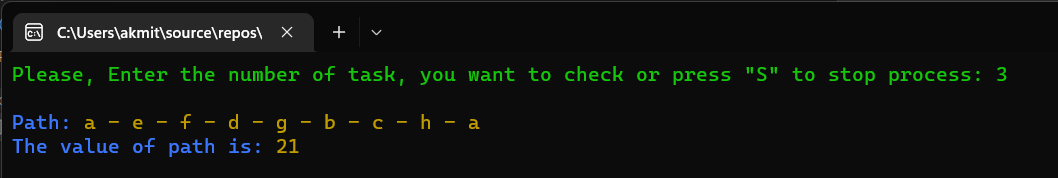 C:\Users\akmit\source\repos\
Please, Enter the number of task, you want to check or press "S" to stop process: 3
Path: a - e - f - d - g - b - c - h - a
The value of path is: 21